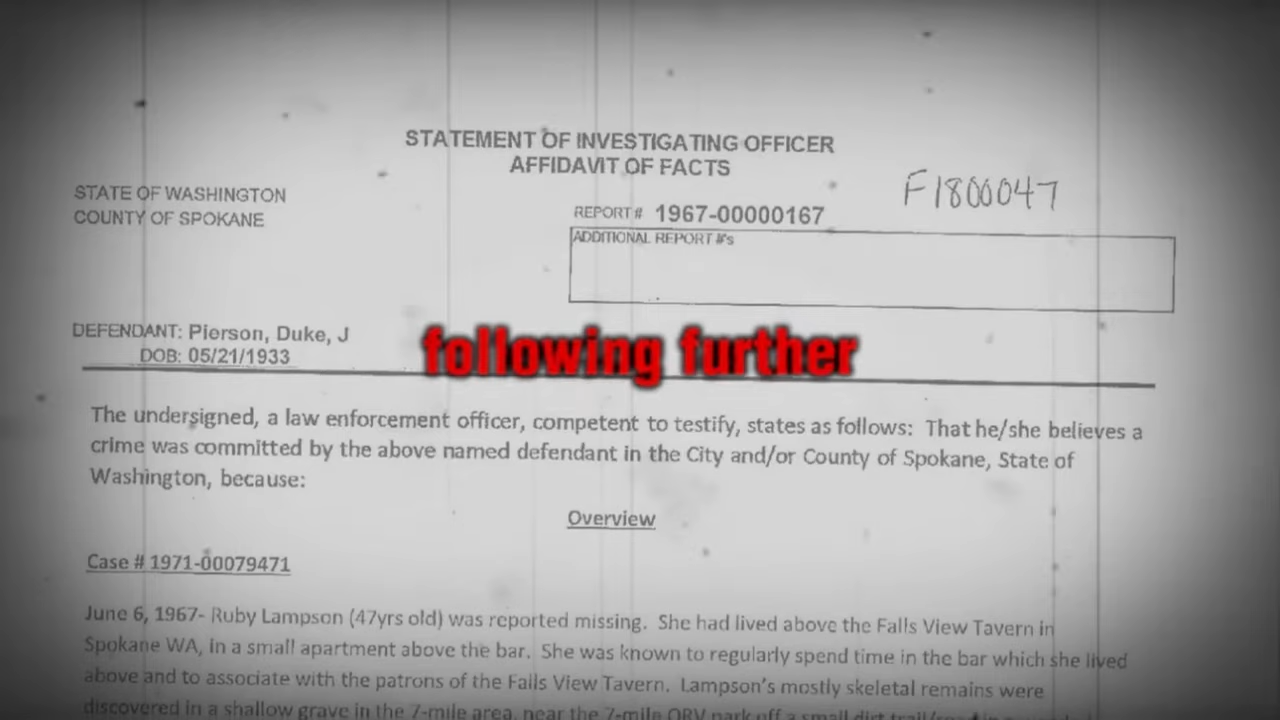 STATEMENT OF INVESTIGATING OFFICER
AFFIDAVIT OF FACTS
STATE OF WASHINGTON
COUNTY OF SPOKANE
F1800047
REPORT # 1967-00000167
ADDITIONAL REPORT #'s
DEFENDANT: Pierson, Duke, J
DOB: 05/21/1933
following further
The undersigned, a law enforcement officer, competent to testify, states as follows: That he/she believes a
crime was committed by the above named defendant in the City and/or County of Spokane, State of
Washington, because:
Overview
Case # 1971-00079471
June 6, 1967- Ruby Lampson (47yrs old) was reported missing. She had lived above the Falls View Tavern in
Spokane WA, in a small apartment above the bar. She was known to regularly spend time in the bar which she lived
above and to associate with the patrons of the Falls View Tavern. Lampson's mostly skeletal remains were
discovered in a shallow grave in the 7-mile area, near the 7-mile ORV park off a small dirt